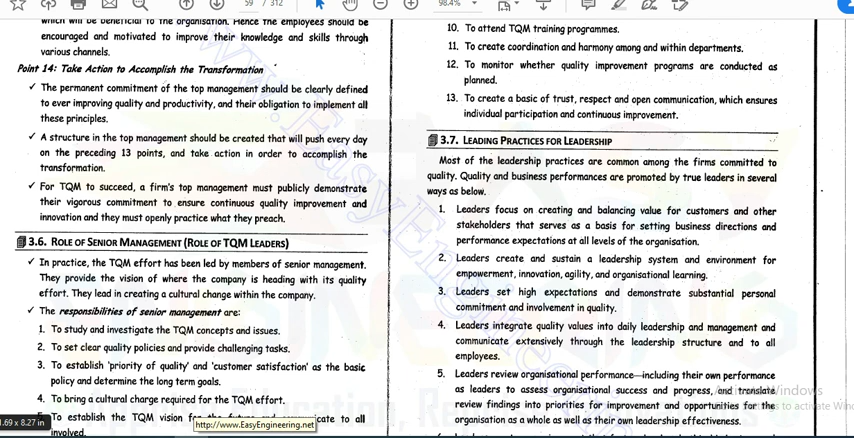 59 / 312
98.4%
which will be beneficial to the organisation. Hence the employees should be
encouraged and motivated to improve their knowledge and skills through
various channels.
Point 14: Take Action to Accomplish the Transformation
✓ The permanent commitment of the top management should be clearly defined
to ever improving quality and productivity, and their obligation to implement all
these principles.
✓ A structure in the top management should be created that will push every day
on the preceding 13 points, and take action in order to accomplish the
transformation.
✓ For TQM to succeed, a firm's top management must publicly demonstrate
their vigorous commitment to ensure continuous quality improvement and
innovation and they must openly practice what they preach.
3.6. ROLE OF SENIOR MANAGEMENT (ROLE OF TQM LEADERS)
✓ In practice, the TQM effort has been led by members of senior management.
They provide the vision of where the company is heading with its quality
effort. They lead in creating a cultural change within the company.
✓ The responsibilities of senior management are:
1. To study and investigate the TQM concepts and issues.
2. To set clear quality policies and provide challenging tasks.
3. To establish 'priority of quality' and 'customer satisfaction' as the basic
policy and determine the long term goals.
4. To bring a cultural charge required for the TQM effort.
To establish the TQM vision for the future and cate to all
involved.
1.69 x 8.27 in
http://www.EasyEngineering.net
10. To attend TQM training programmes.
11. To create coordination and harmony among and within departments.
12. To monitor whether quality improvement programs are conducted as
planned.
13. To create a basic of trust, respect and open communication, which ensures
individual participation and continuous improvement.
3.7. LEADING PRACTICES FOR LEADERSHIP
Most of the leadership practices are common among the firms committed to
quality. Quality and business performances are promoted by true leaders in several
ways as below.
1. Leaders focus on creating and balancing value for customers and other
stakeholders that serves as a basis for setting business directions and
performance expectations at all levels of the organisation.
2. Leaders create and sustain a leadership system and environment for
empowerment, innovation, agility, and organisational learning.
3. Leaders set high expectations and demonstrate substantial personal
commitment and involvement in quality.
4. Leaders integrate quality values into daily leadership and management and
communicate extensively through the leadership structure and to all
employees.
5. Leaders review organisational performance—including their own performance
as leaders to assess organisational success and progress, and translate
review findings into priorities for improvement and opportunities for the
organisation as a whole as well as their own leadership effectiveness.